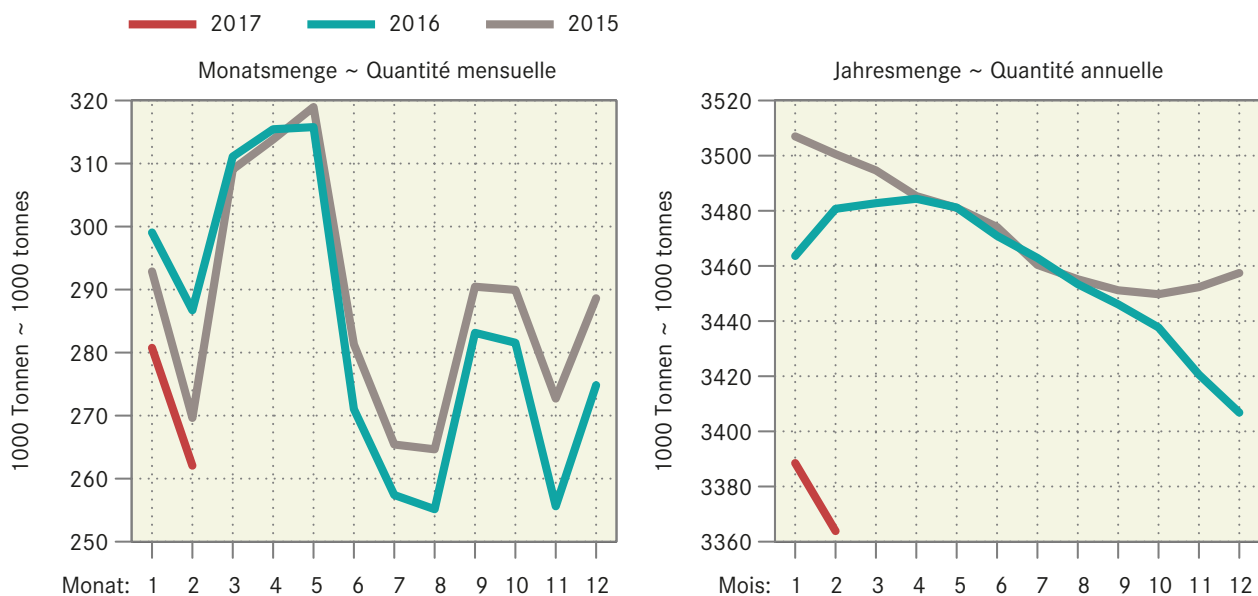 2017 2016 2015
Monatsmenge ~ Quantité mensuelle
1000 Tonnen ~ 1000 tonnes
320
310
300
290
280
270
260
250
Monat: 1 2 3 4 5 6 7 8 9 10 11 12
Jahresmenge ~ Quantité annuelle
1000 Tonnen ~ 1000 tonnes
3520
3500
3480
3460
3440
3420
3400
3380
3360
Mois: 1 2 3 4 5 6 7 8 9 10 11 12